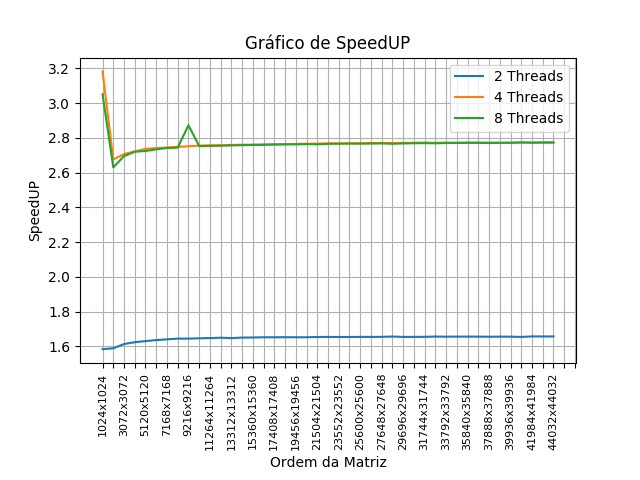 Gráfico de SpeedUP
2 Threads
4 Threads
8 Threads
SpeedUP
3.2
3.0
2.8
2.6
2.4
2.2
2.0
1.8
1.6
1024x1024
3072x3072
5120x5120
7168x7168
9216x9216
11264x11264
13312x13312
15360x15360
17408x17408
19456x19456
21504x21504
23552x23552
25600x25600
27648x27648
29696x29696
31744x31744
33792x33792
35840x35840
37888x37888
39936x39936
41984x41984
44032x44032
Ordem da Matriz